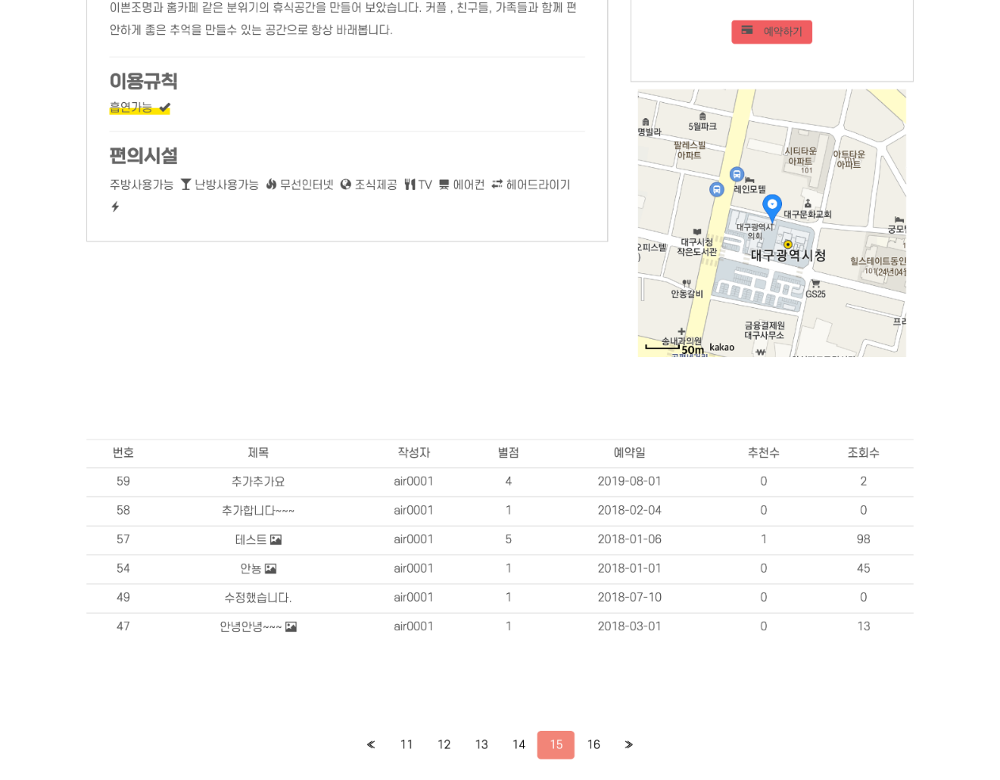 이쁜조명과 홈카페 같은 분위기의 휴식공간을 만들어 보았습니다. 커플 , 친구들, 가족들과 함께 편
안하게 좋은 추억을 만들수 있는 공간으로 항상 바래봅니다.
이용규칙
흡연가능
편의시설
주방사용가능 난방사용가능 무선인터넷 조식제공 TV 에어컨 헤어드라이기
예약하기
5월파크
명빌라
팔레스빌
아파트
시티타운
아파트
101
아트타운
아파트
101
레인모텔
대구문화교회
대구광역시
의회
궁모
대구시청
작은도서관
오피스텔
)
대구광역시청
힐스테이트동인
101
(24년04월
안동갈비
GS25
금융결제원
대구사무소
프라
송내과의원
50m kakao
번호 제목 작성자 별점 예약일 추천수 조회수
59 추가추가요 air0001 4 2019-08-01 0 2
58 추가합니다~~~ air0001 1 2018-02-04 0 0
57 테스트 air0001 5 2018-01-06 1 98
54 안뇽 air0001 1 2018-01-01 0 45
49 수정했습니다. air0001 1 2018-07-10 0 0
47 안녕안녕~~~ air0001 1 2018-03-01 0 13
« 11 12 13 14 15 16 »